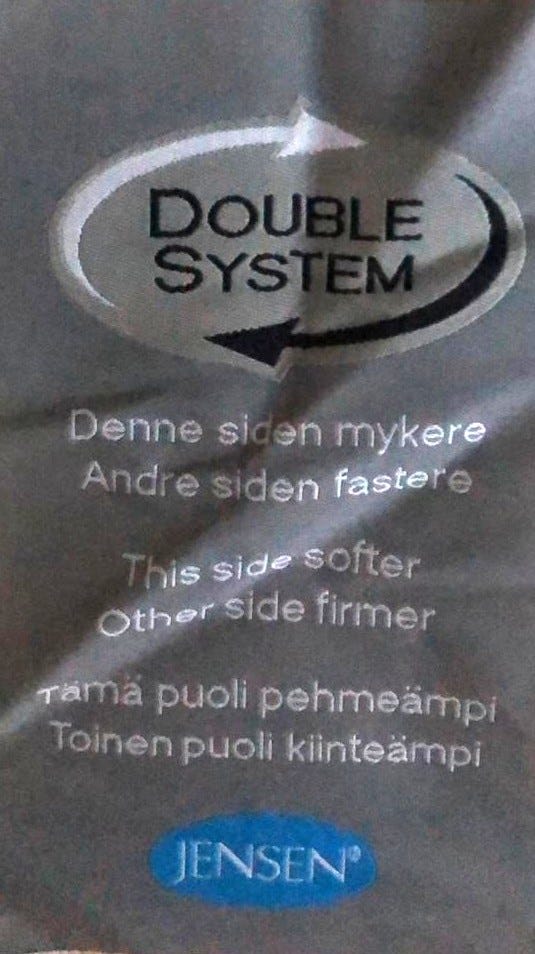 DOUBLE
SYSTEM
Denne siden mykere
Andre siden fastere
This side softer
Other side firmer
Tämä puoli pehmeämpi
Toinen puoli kiinteämpi
JENSEN®